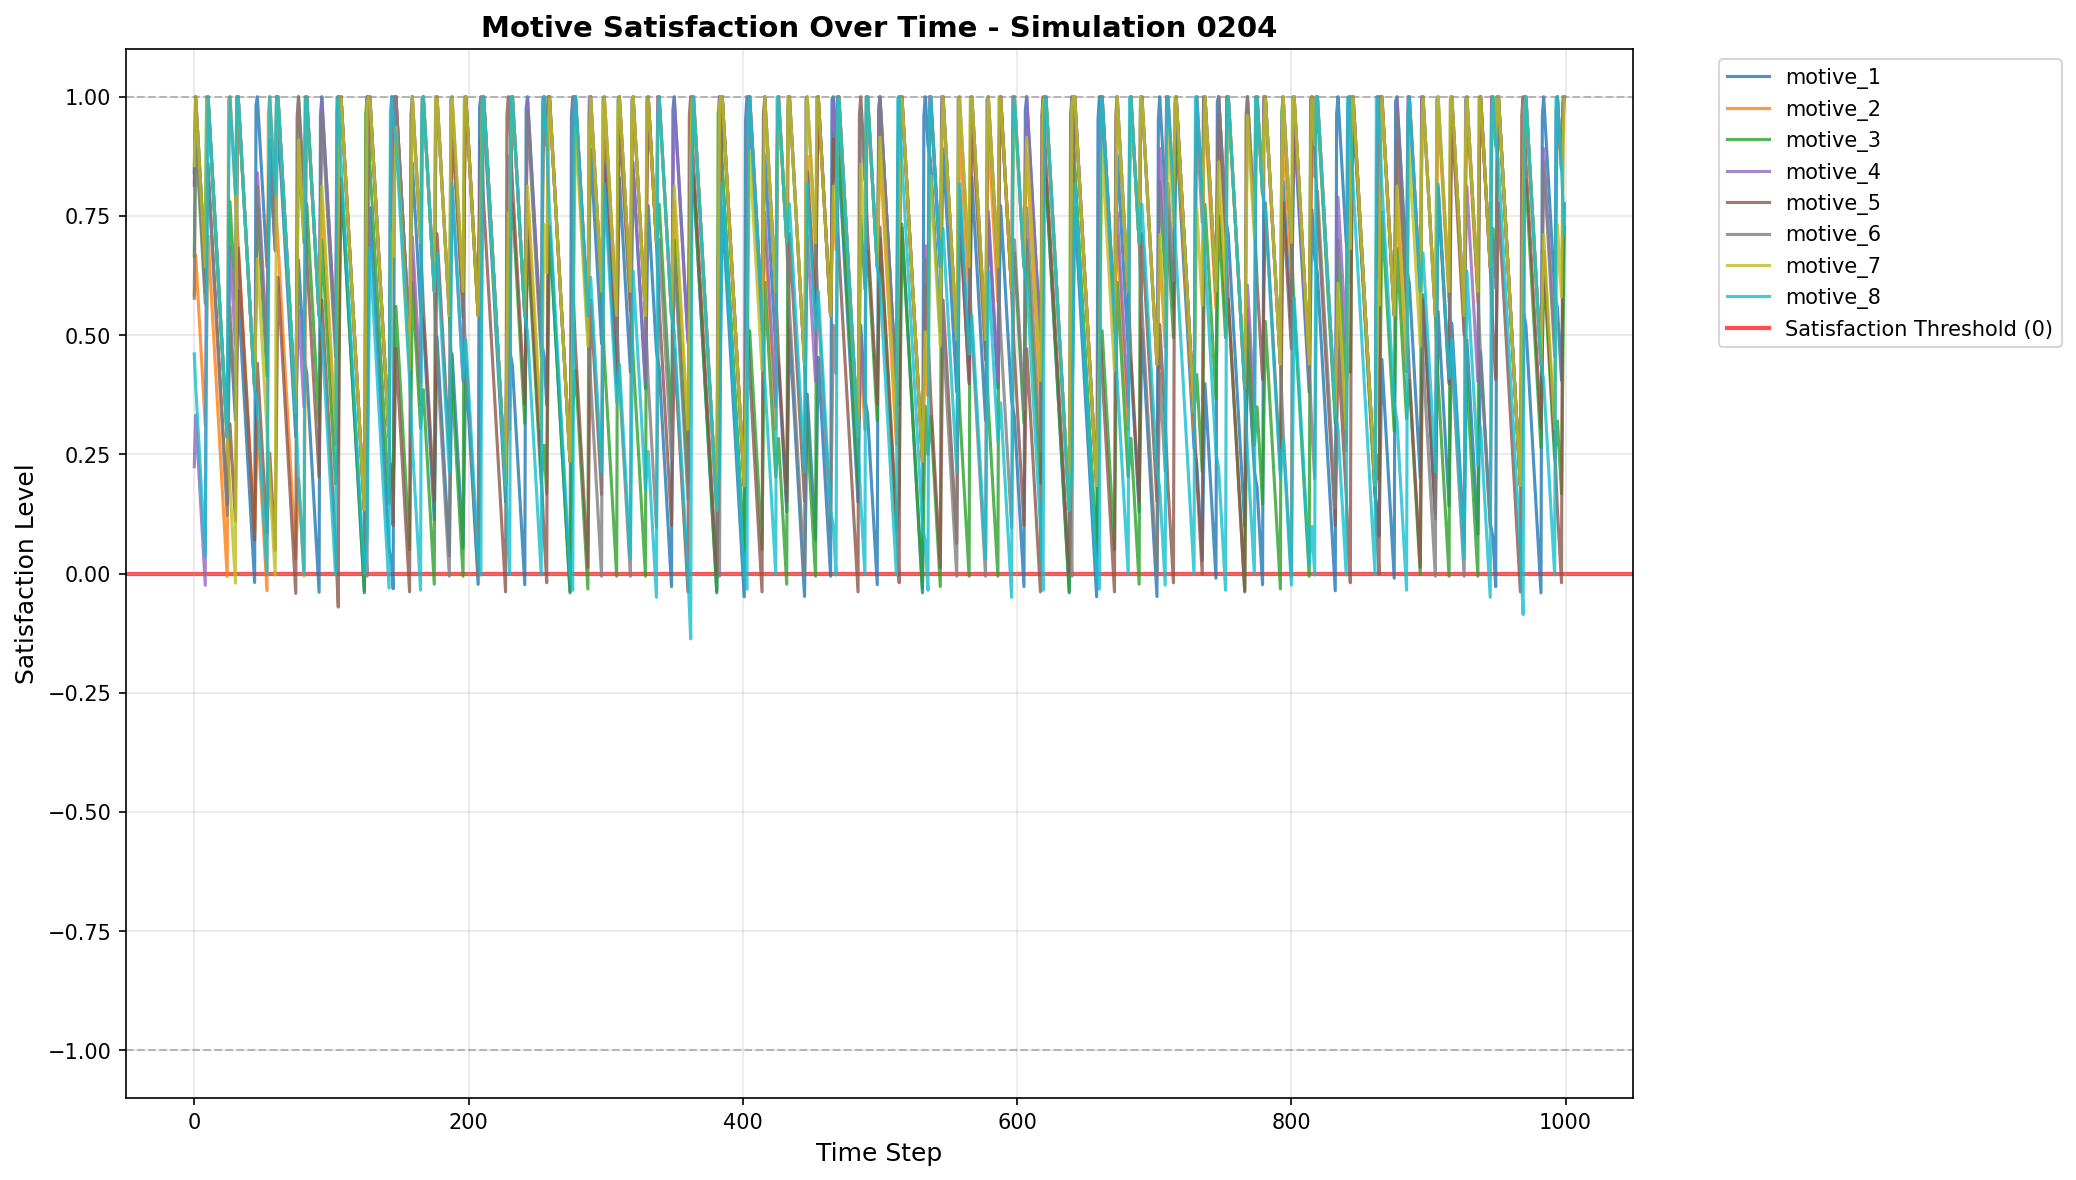 Motive Satisfaction Over Time - Simulation 0204
Satisfaction Level
1.00
0.75
0.50
0.25
0.00
−0.25
−0.50
−0.75
−1.00
0
200
400
600
800
1000
Time Step
motive_1
motive_2
motive_3
motive_4
motive_5
motive_6
motive_7
motive_8
Satisfaction Threshold (0)